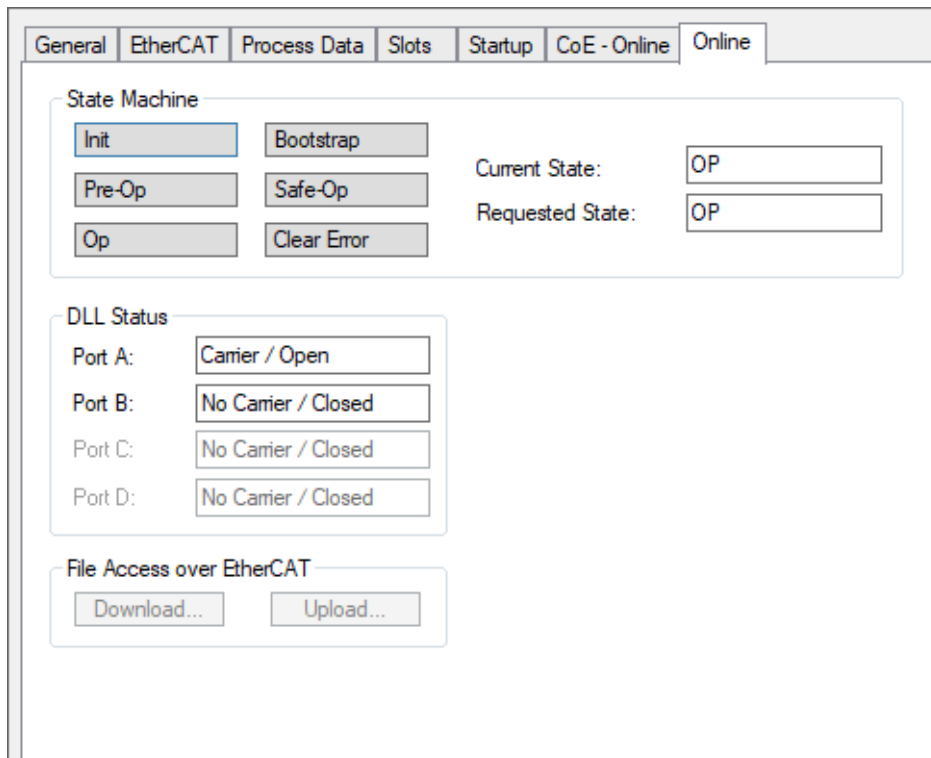 General EtherCAT Process Data Slots Startup CoE - Online Online
State Machine
Init Bootstrap
Current State: OP
Pre-Op Safe-Op
Requested State: OP
Op Clear Error
DLL Status
Port A: Carrier / Open
Port B: No Carrier / Closed
Port C: No Carrier / Closed
Port D: No Carrier / Closed
File Access over EtherCAT
Download... Upload...